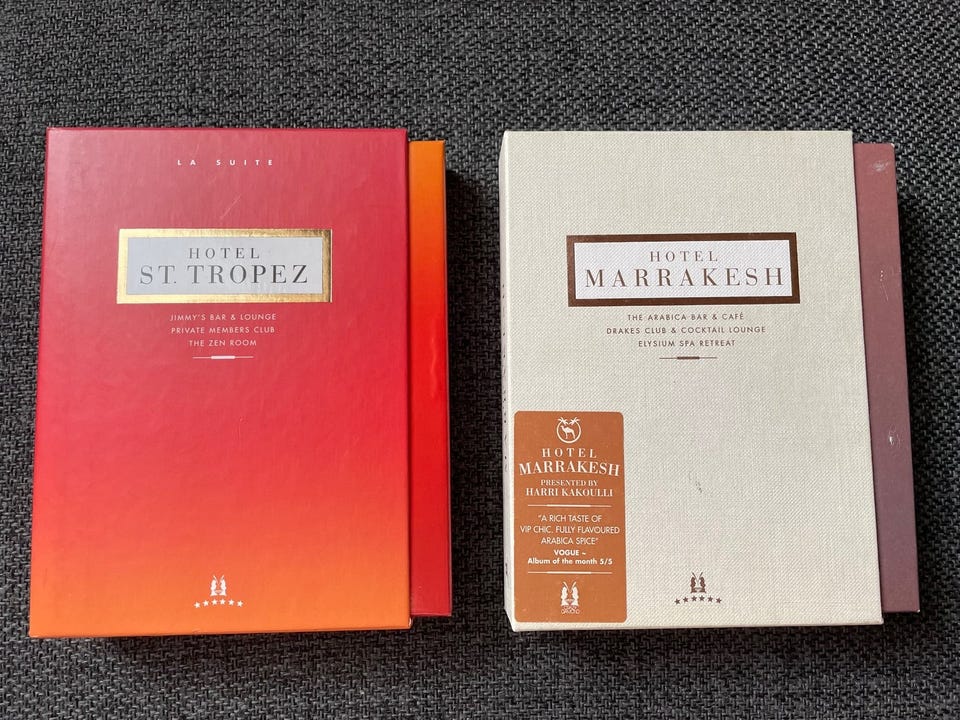 LA SUITE
HOTEL
ST. TROPEZ
JIMMY'S BAR & LOUNGE
PRIVATE MEMBERS CLUB
THE ZEN ROOM
HOTEL
MARRAKESH
THE ARABICA BAR & CAFÉ
DRAKES CLUB & COCKTAIL LOUNGE
ELYSIUM SPA RETREAT
HOTEL
MARRAKESH
PRESENTED BY
HARRI KAKOULLI
"A RICH TASTE OF
VIP CHIC, FULLY FLAVOURED
ARABICA SPICE"
VOGUE ~
Album of the month 5/5